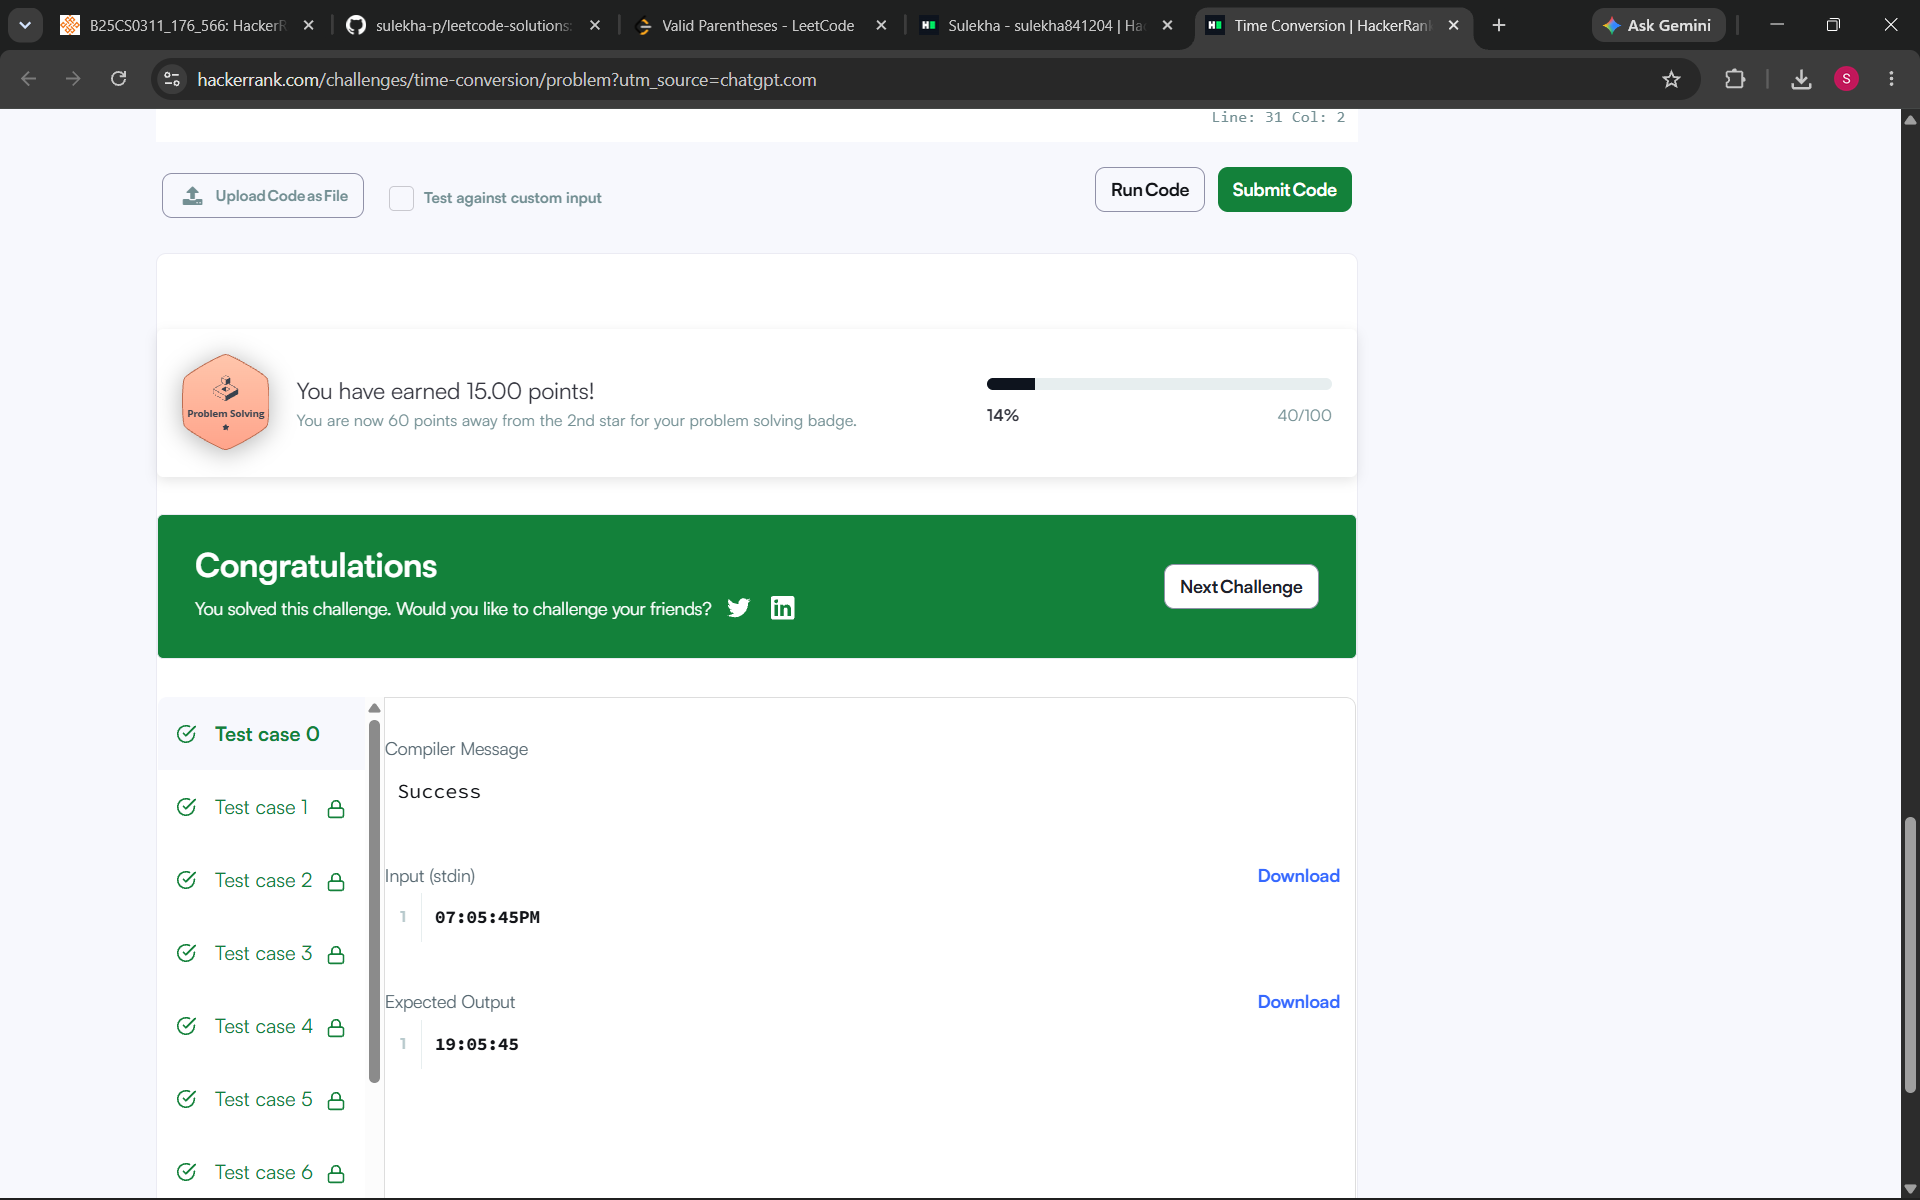 B25CS0311_176_566: HackerR
sulekha-p/leetcode-solutions:
Valid Parentheses - LeetCode
Sulekha - sulekha841204 | Ha
Time Conversion | HackerRank
Ask Gemini
hackerrank.com/challenges/time-conversion/problem?utm_source=chatgpt.com
S
Line: 31 Col: 2
Upload Code as File
Test against custom input
Run Code
Submit Code
Problem Solving
You have earned 15.00 points!
You are now 60 points away from the 2nd star for your problem solving badge.
14%
40/100
Congratulations
You solved this challenge. Would you like to challenge your friends?
Next Challenge
Test case 0
Test case 1
Test case 2
Test case 3
Test case 4
Test case 5
Test case 6
Compiler Message
Success
Input (stdin)
Download
1 07:05:45PM
Expected Output
Download
1 19:05:45